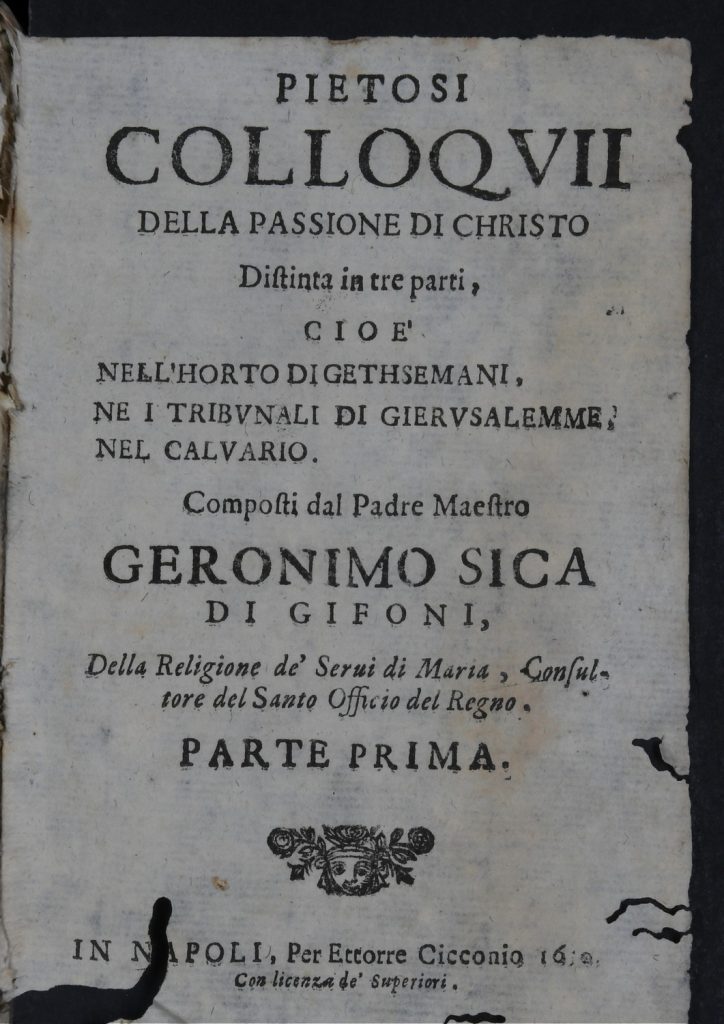 PIETOSI
COLLOQVII
DELLA PASSIONE DI CHRISTO
Diſtinta in tre parti,
CIOE'
NELL'HORTO DI GETHSEMANI,
NE I TRIBVNALI DI GIERVSALEMME,
NEL CALVARIO.
Compoſti dal Padre Maeſtro
GERONIMO SICA
DI GIFONI,
Della Religione de' Serui di Maria, Conſul-
tore del Santo Officio del Regno.
PARTE PRIMA.
IN NAPOLI, Per Ettorre Cicconio
Con licenza de' Superiori.